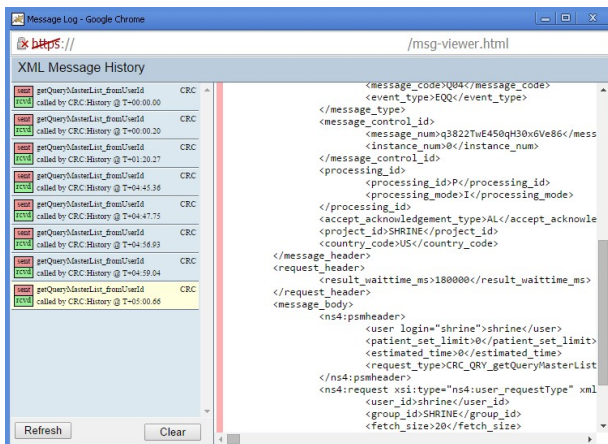 Message Log - Google Chrome
https://                    /msg-viewer.html
XML Message History
sent getQueryMasterList_fromUserId CRC
rcvd called by CRC:History @ T+00:00.00
sent getQueryMasterList_fromUserId CRC
rcvd called by CRC:History @ T+00:00.20
sent getQueryMasterList_fromUserId CRC
rcvd called by CRC:History @ T+01:20.27
sent getQueryMasterList_fromUserId CRC
rcvd called by CRC:History @ T+04:45.36
sent getQueryMasterList_fromUserId CRC
rcvd called by CRC:History @ T+04:47.75
sent getQueryMasterList_fromUserId CRC
rcvd called by CRC:History @ T+04:56.93
sent getQueryMasterList_fromUserId CRC
rcvd called by CRC:History @ T+04:59.04
sent getQueryMasterList_fromUserId CRC
rcvd called by CRC:History @ T+05:00.66
Refresh
Clear
<message_code>Q04</message_code>
<event_type>EQQ</event_type>
</message_type>
<message_control_id>
<message_num>q3822TwE450qH30x6Ve86</mess
<instance_num>0</instance_num>
</message_control_id>
<processing_id>
<processing_id>P</processing_id>
<processing_mode>I</processing_mode>
</processing_id>
<accept_acknowledgement_type>AL</accept_acknowle
<project_id>SHRINE</project_id>
<country_code>US</country_code>
</message_header>
<request_header>
<result_waittime_ms>180000</result_waittime_ms>
</request_header>
<message_body>
<ns4:psmheader>
<user login="shrine">shrine</user>
<patient_set_limit>0</patient_set_limit>
<estimated_time>0</estimated_time>
<request_type>CRC_QRY_getQueryMasterList
</ns4:psmheader>
<ns4:request xsi:type="ns4:user_requestType" xml
<user_id>shrine</user_id>
<group_id>SHRINE</group_id>
<fetch_size>20</fetch_size>